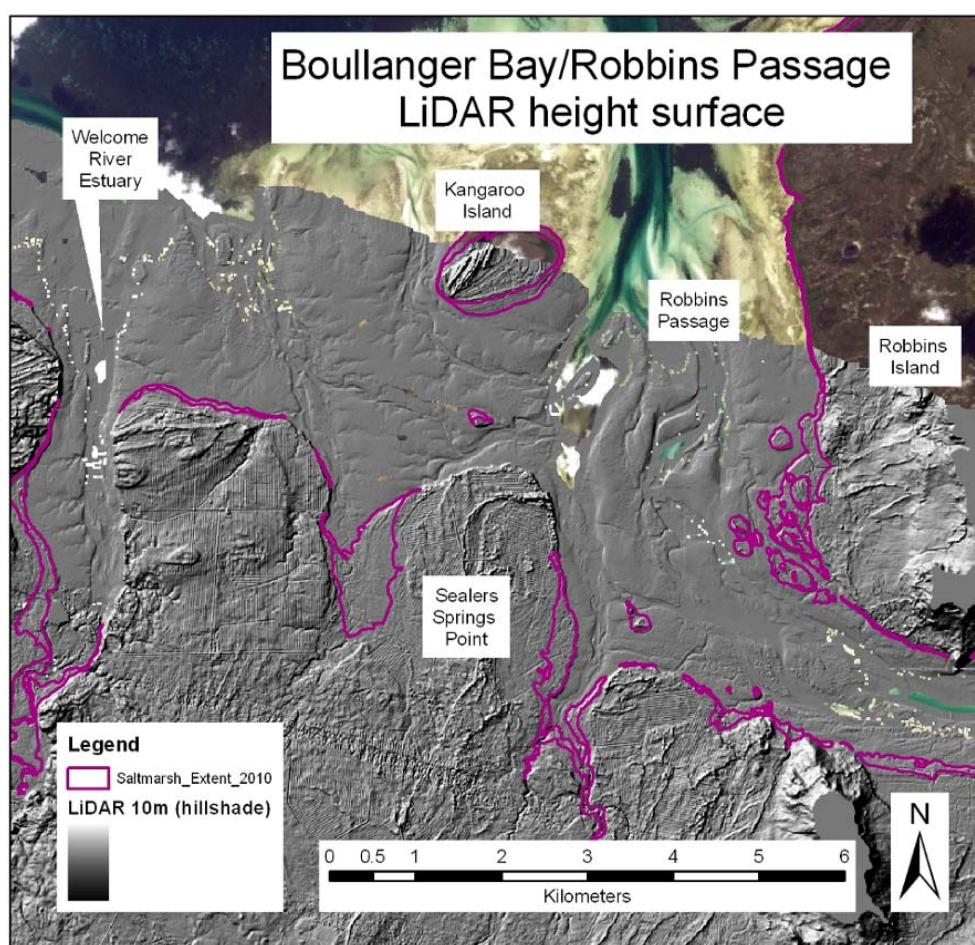 Boullanger Bay/Robbins Passage
LiDAR height surface
Welcome
River
Estuary
Kangaroo
Island
Robbins
Passage
Robbins
Island
Sealers
Springs
Point
Legend
Saltmarsh_Extent_2010
LiDAR 10m (hillshade)
0 0.5 1 2 3 4 5 6
Kilometers
N